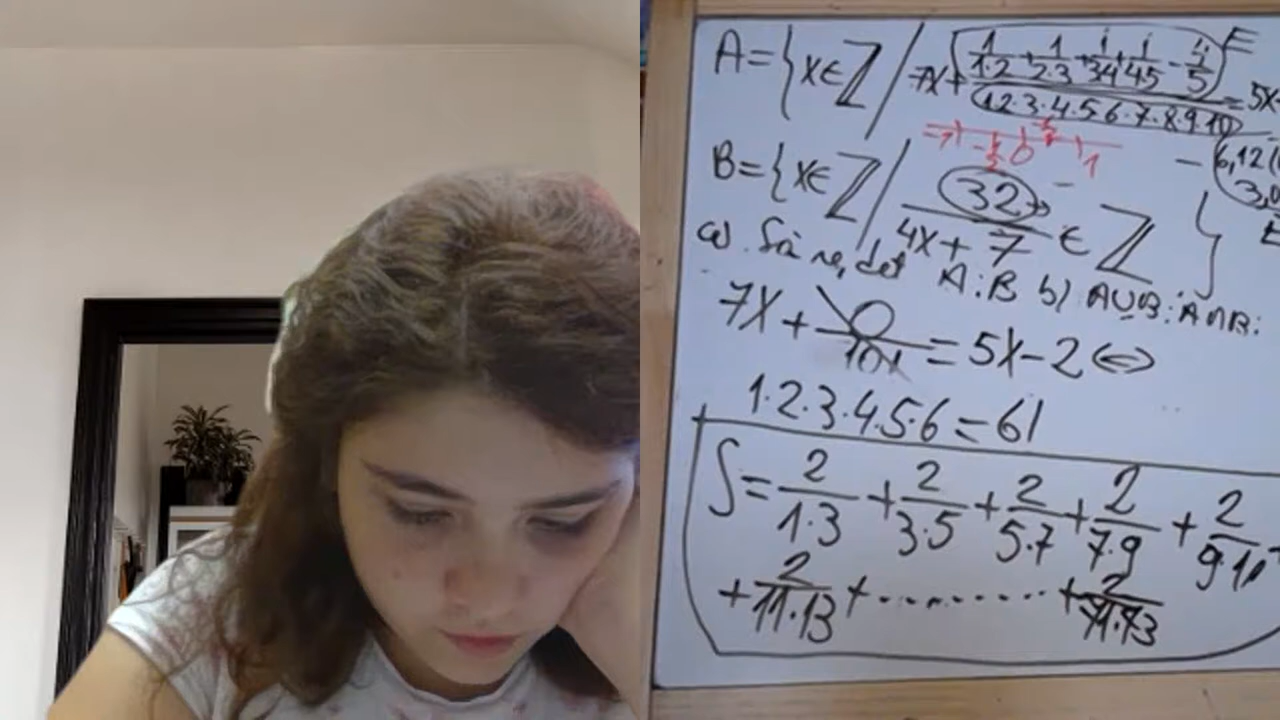 A={x∈ℤ / 7x+ (1/1·2+1/2·3+1/3·4+1/4·5-4/5)/(1·2·3·4·5·6·7·8·9·10) = 5x-
B={x∈ℤ / 32/4x+7 ∈ ℤ }
a) Să se det A;B b) A∪B; A∩B;
7x+ 0/10! = 5x-2 ⇔
1·2·3·4·5·6=6!
S= 2/1·3 + 2/3·5 + 2/5·7 + 2/7·9 + 2/9·11 +
+ 2/11·13 + .......... +